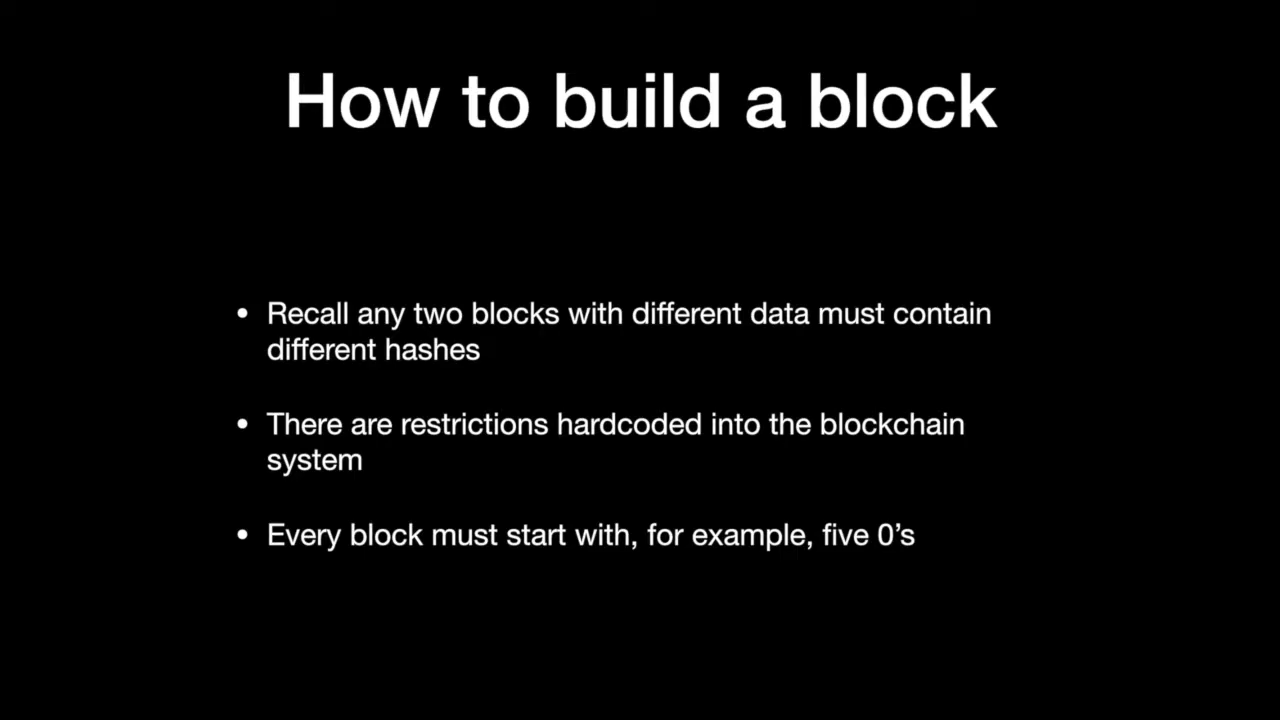 How to build a block
• Recall any two blocks with different data must contain
different hashes
• There are restrictions hardcoded into the blockchain
system
• Every block must start with, for example, five 0’s